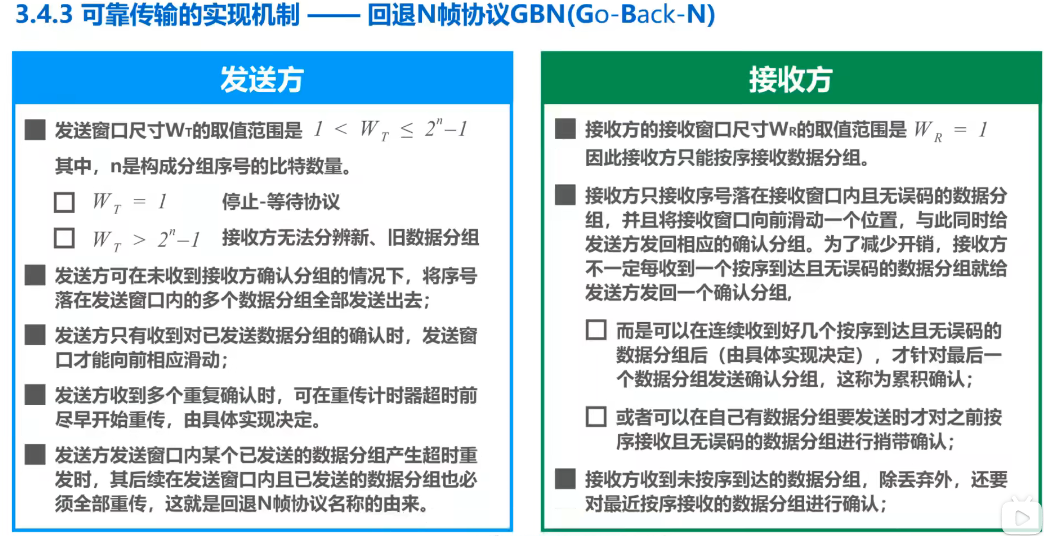 3.4.3 可靠传输的实现机制 —— 回退N帧协议GBN(Go-Back-N)
发送方
发送窗口尺寸WT的取值范围是 1 < W_T ≤ 2^n–1
其中，n是构成分组序号的比特数量。
W_T = 1 停止-等待协议
W_T > 2^n–1 接收方无法分辨新、旧数据分组
发送方可在未收到接收方确认分组的情况下，将序号
落在发送窗口内的多个数据分组全部发送出去；
发送方只有收到对已发送数据分组的确认时，发送窗
口才能向前相应滑动；
发送方收到多个重复确认时，可在重传计时器超时前
尽早开始重传，由具体实现决定。
发送方发送窗口内某个已发送的数据分组产生超时重
发时，其后续在发送窗口内且已发送的数据分组也必
须全部重传，这就是回退N帧协议名称的由来。
接收方
接收方的接收窗口尺寸WR的取值范围是 W_R = 1
因此接收方只能按序接收数据分组。
接收方只接收序号落在接收窗口内且无误码的数据分
组，并且将接收窗口向前滑动一个位置，与此同时给
发送方发回相应的确认分组。为了减少开销，接收方
不一定每收到一个按序到达且无误码的数据分组就给
发送方发回一个确认分组,
而是可以在连续收到好几个按序到达且无误码的
数据分组后（由具体实现决定），才针对最后一
个数据分组发送确认分组，这称为累积确认；
或者可以在自己有数据分组要发送时才对之前按
序接收且无误码的数据分组进行捎带确认；
接收方收到未按序到达的数据分组，除丢弃外，还要
对最近按序接收的数据分组进行确认；